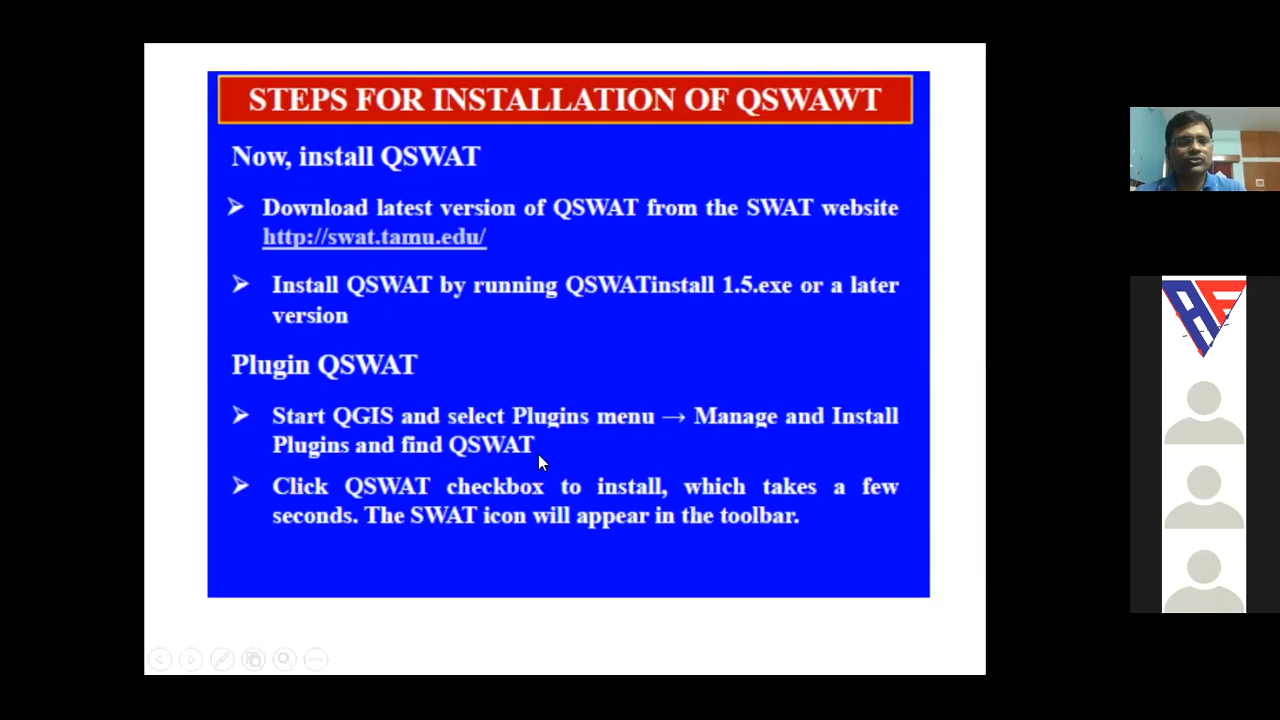 STEPS FOR INSTALLATION OF QSWAWT
Now, install QSWAT
➢ Download latest version of QSWAT from the SWAT website
http://swat.tamu.edu/
➢ Install QSWAT by running QSWATinstall 1.5.exe or a later
version
Plugin QSWAT
➢ Start QGIS and select Plugins menu → Manage and Install
Plugins and find QSWAT
➢ Click QSWAT checkbox to install, which takes a few
seconds. The SWAT icon will appear in the toolbar.